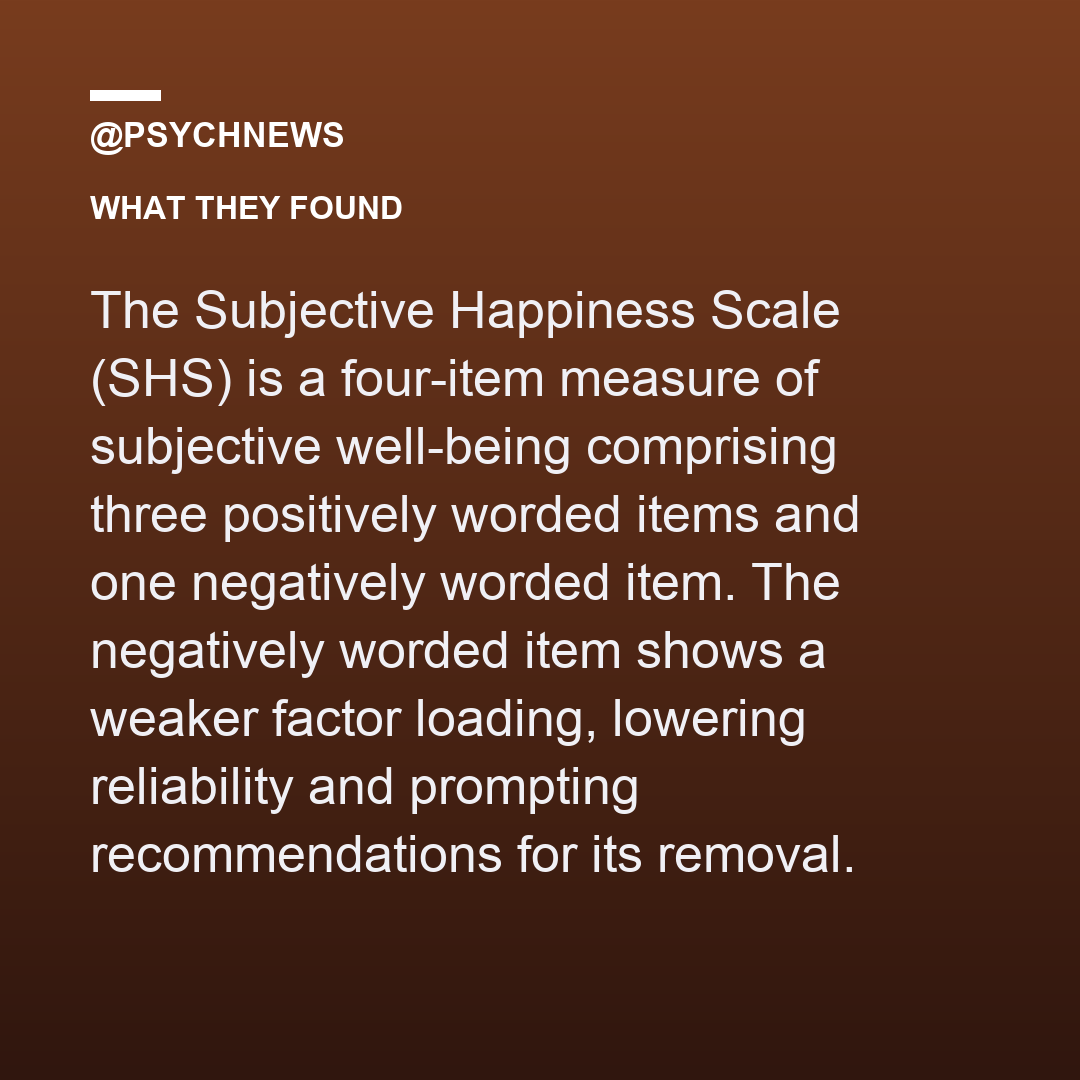 @PSYCHNEWS
WHAT THEY FOUND
The Subjective Happiness Scale
(SHS) is a four-item measure of
subjective well-being comprising
three positively worded items and
one negatively worded item. The
negatively worded item shows a
weaker factor loading, lowering
reliability and prompting
recommendations for its removal.